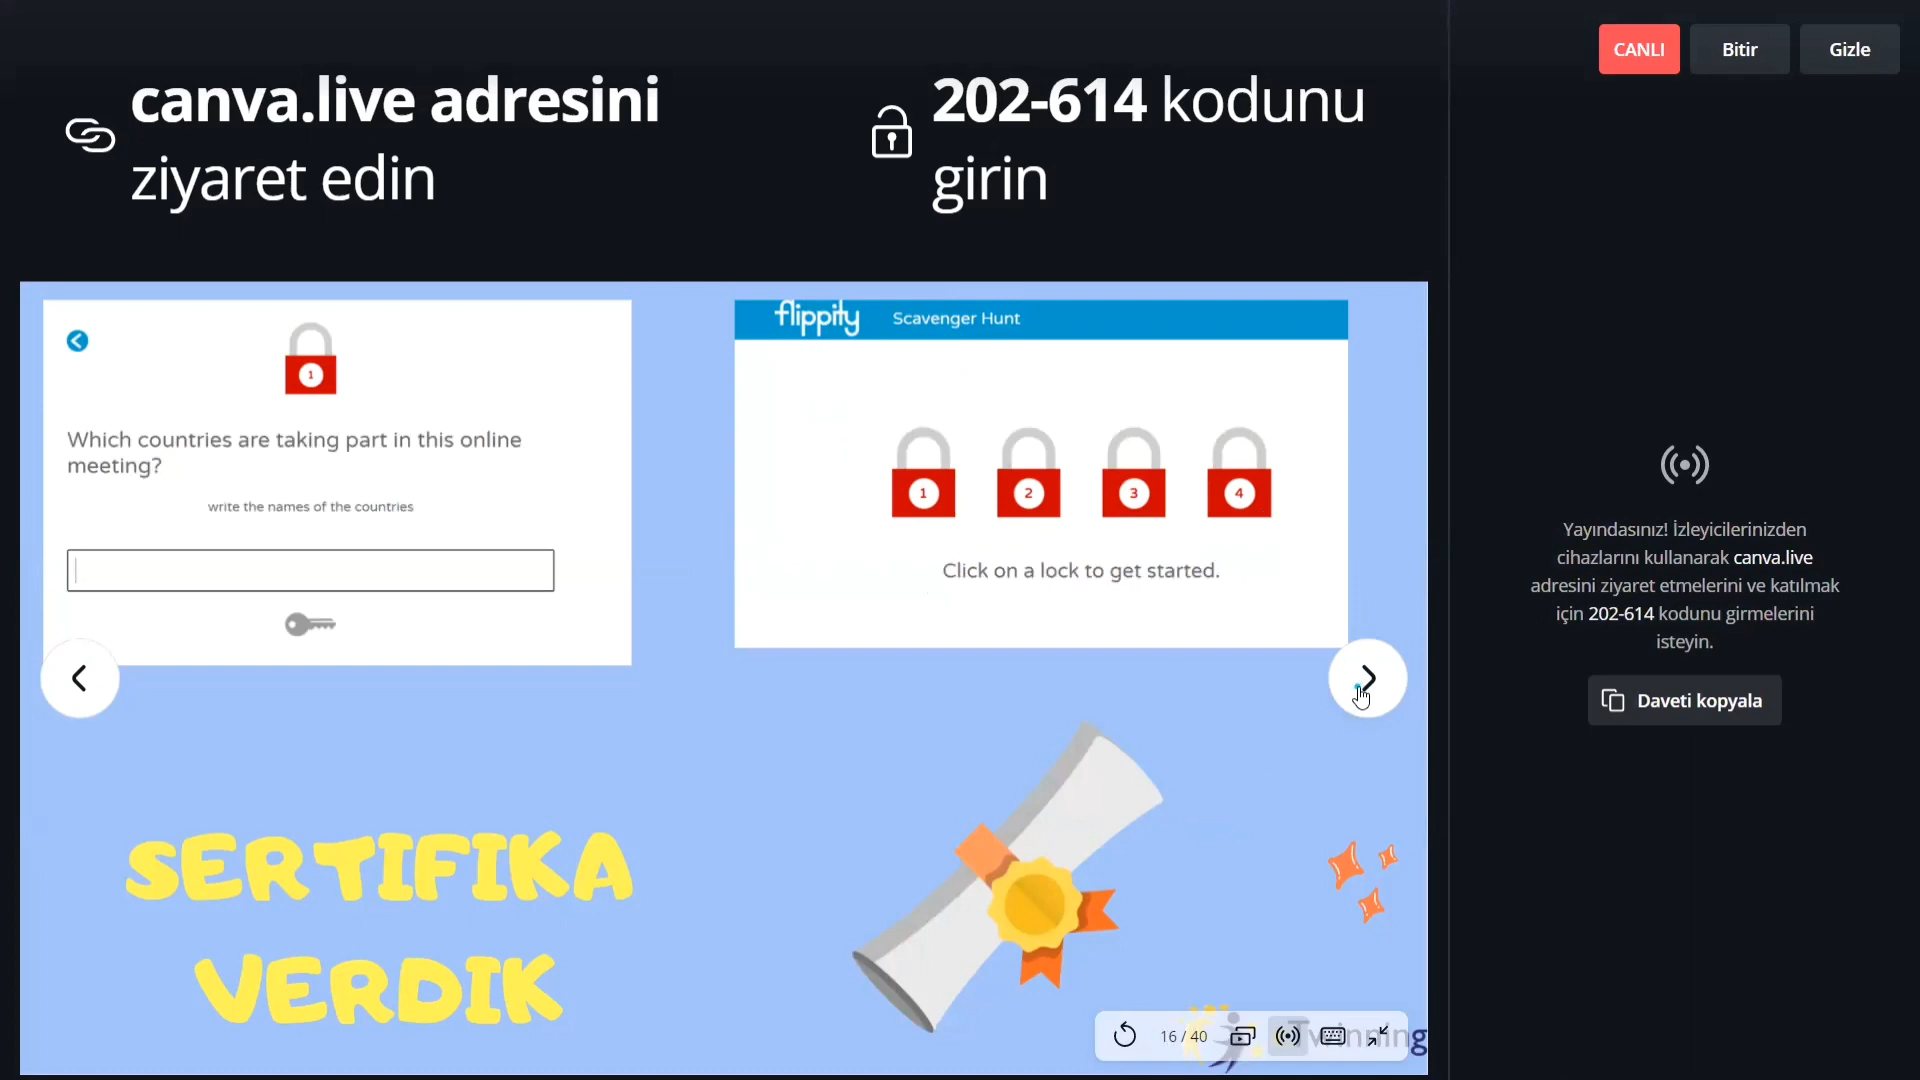 canva.live adresini
ziyaret edin
202-614 kodunu
girin
CANLI
Bitir
Gizle
1
Which countries are taking part in this online
meeting?
write the names of the countries
flippity
Scavenger Hunt
1
2
3
4
Click on a lock to get started.
SERTIFIKA
VERDIK
16 / 40
Twinning
Yayındasınız! İzleyicilerinizden
cihazlarını kullanarak canva.live
adresini ziyaret etmelerini ve katılmak
için 202-614 kodunu girmelerini
isteyin.
Daveti kopyala